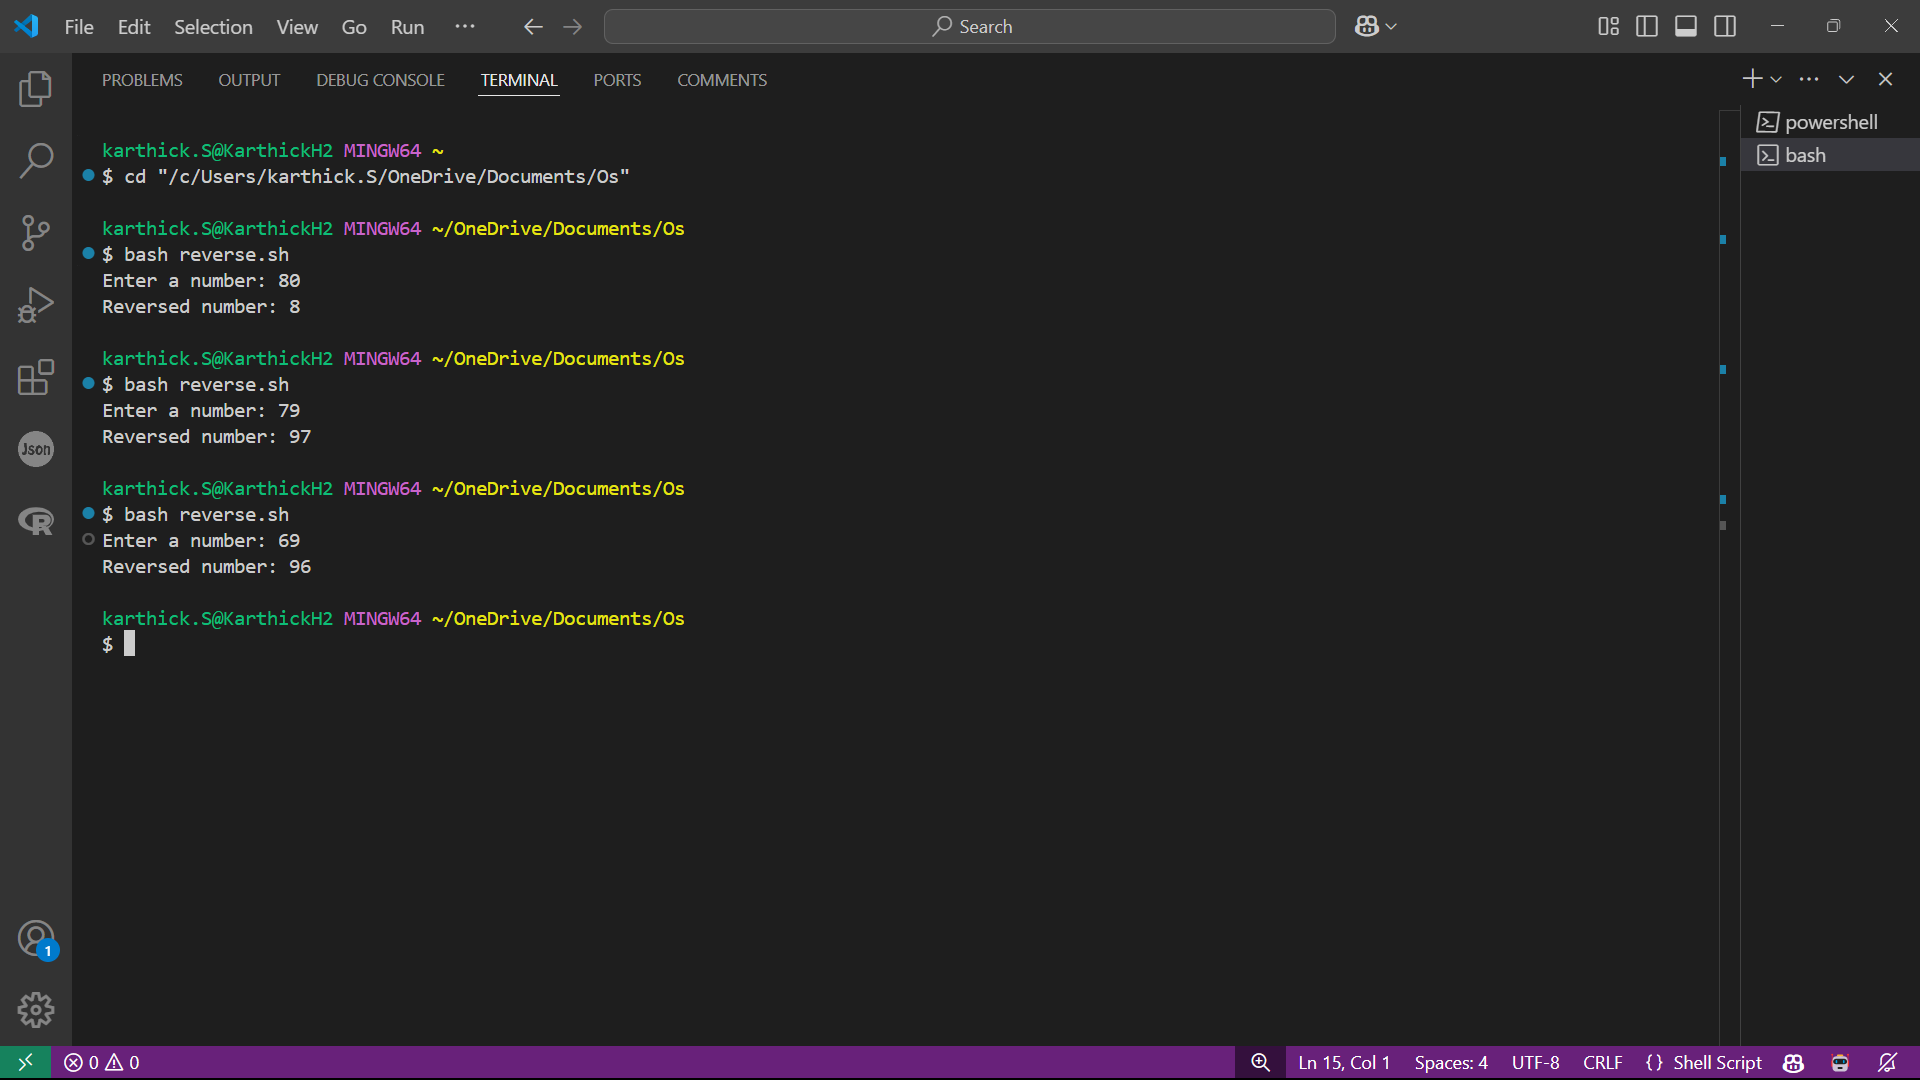 File Edit Selection View Go Run ···
Search
PROBLEMS OUTPUT DEBUG CONSOLE TERMINAL PORTS COMMENTS
powershell
bash
karthick.S@KarthickH2 MINGW64 ~
$ cd "/c/Users/karthick.S/OneDrive/Documents/Os"
karthick.S@KarthickH2 MINGW64 ~/OneDrive/Documents/Os
$ bash reverse.sh
Enter a number: 80
Reversed number: 8
karthick.S@KarthickH2 MINGW64 ~/OneDrive/Documents/Os
$ bash reverse.sh
Enter a number: 79
Reversed number: 97
karthick.S@KarthickH2 MINGW64 ~/OneDrive/Documents/Os
$ bash reverse.sh
Enter a number: 69
Reversed number: 96
karthick.S@KarthickH2 MINGW64 ~/OneDrive/Documents/Os
$
Json
R
1
0 0
Ln 15, Col 1 Spaces: 4 UTF-8 CRLF {} Shell Script